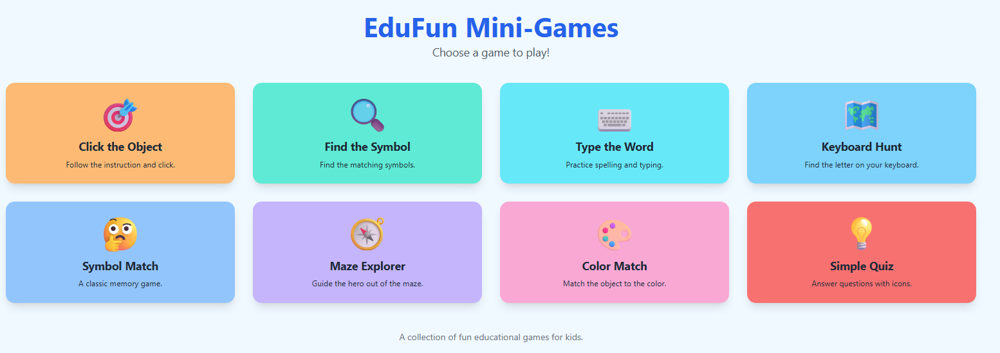 EduFun Mini-Games
Choose a game to play!
Click the Object
Follow the instruction and click.
Find the Symbol
Find the matching symbols.
Type the Word
Practice spelling and typing.
Keyboard Hunt
Find the letter on your keyboard.
Symbol Match
A classic memory game.
Maze Explorer
Guide the hero out of the maze.
Color Match
Match the object to the color.
Simple Quiz
Answer questions with icons.
A collection of fun educational games for kids.